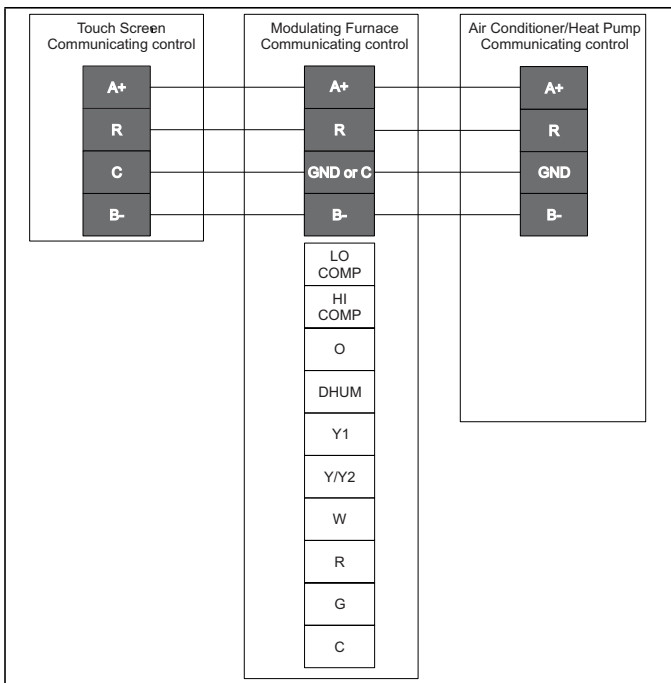 Touch Screen
Communicating control
Modulating Furnace
Communicating control
Air Conditioner/Heat Pump
Communicating control
A+
R
C
B-
A+
R
GND or C
B-
LO
COMP
HI
COMP
O
DHUM
Y1
Y/Y2
W
R
G
C
A+
R
GND
B-